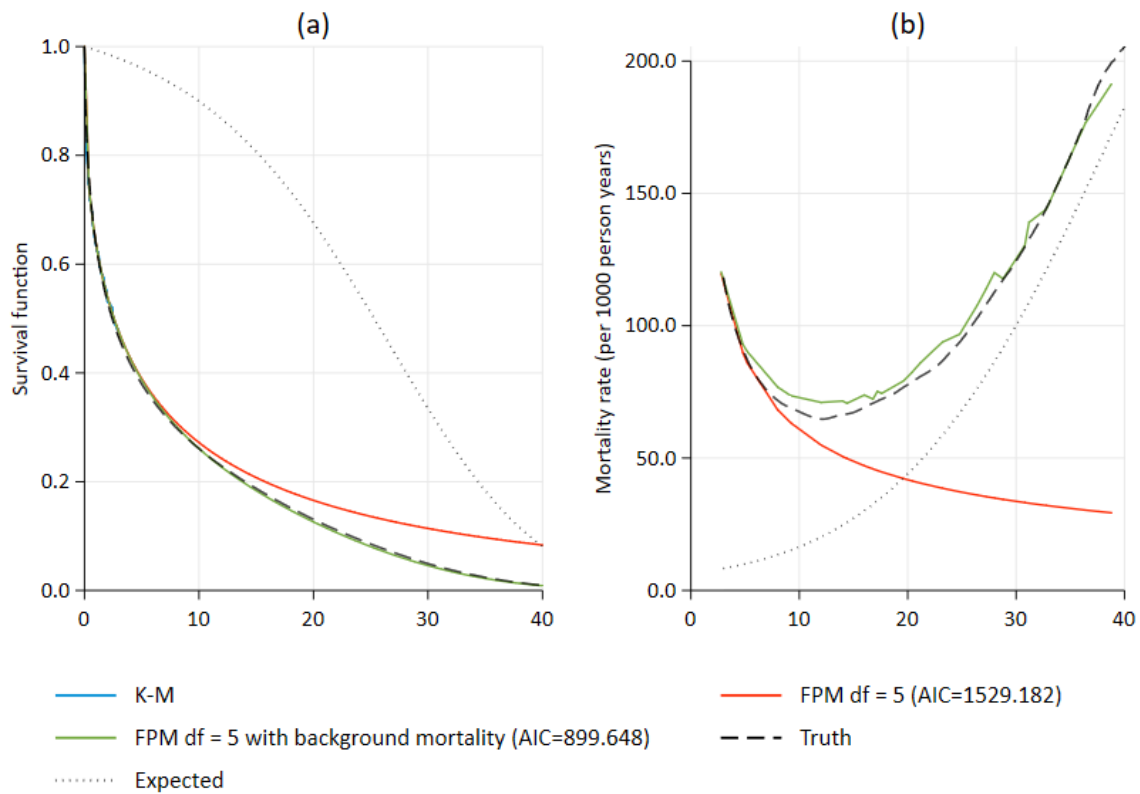 (a)
Survival function
1.0
0.8
0.6
0.4
0.2
0.0
0
10
20
30
40
(b)
Mortality rate (per 1000 person years)
200.0
150.0
100.0
50.0
0.0
0
10
20
30
40
K-M
FPM df = 5 (AIC=1529.182)
FPM df = 5 with background mortality (AIC=899.648)
Truth
Expected